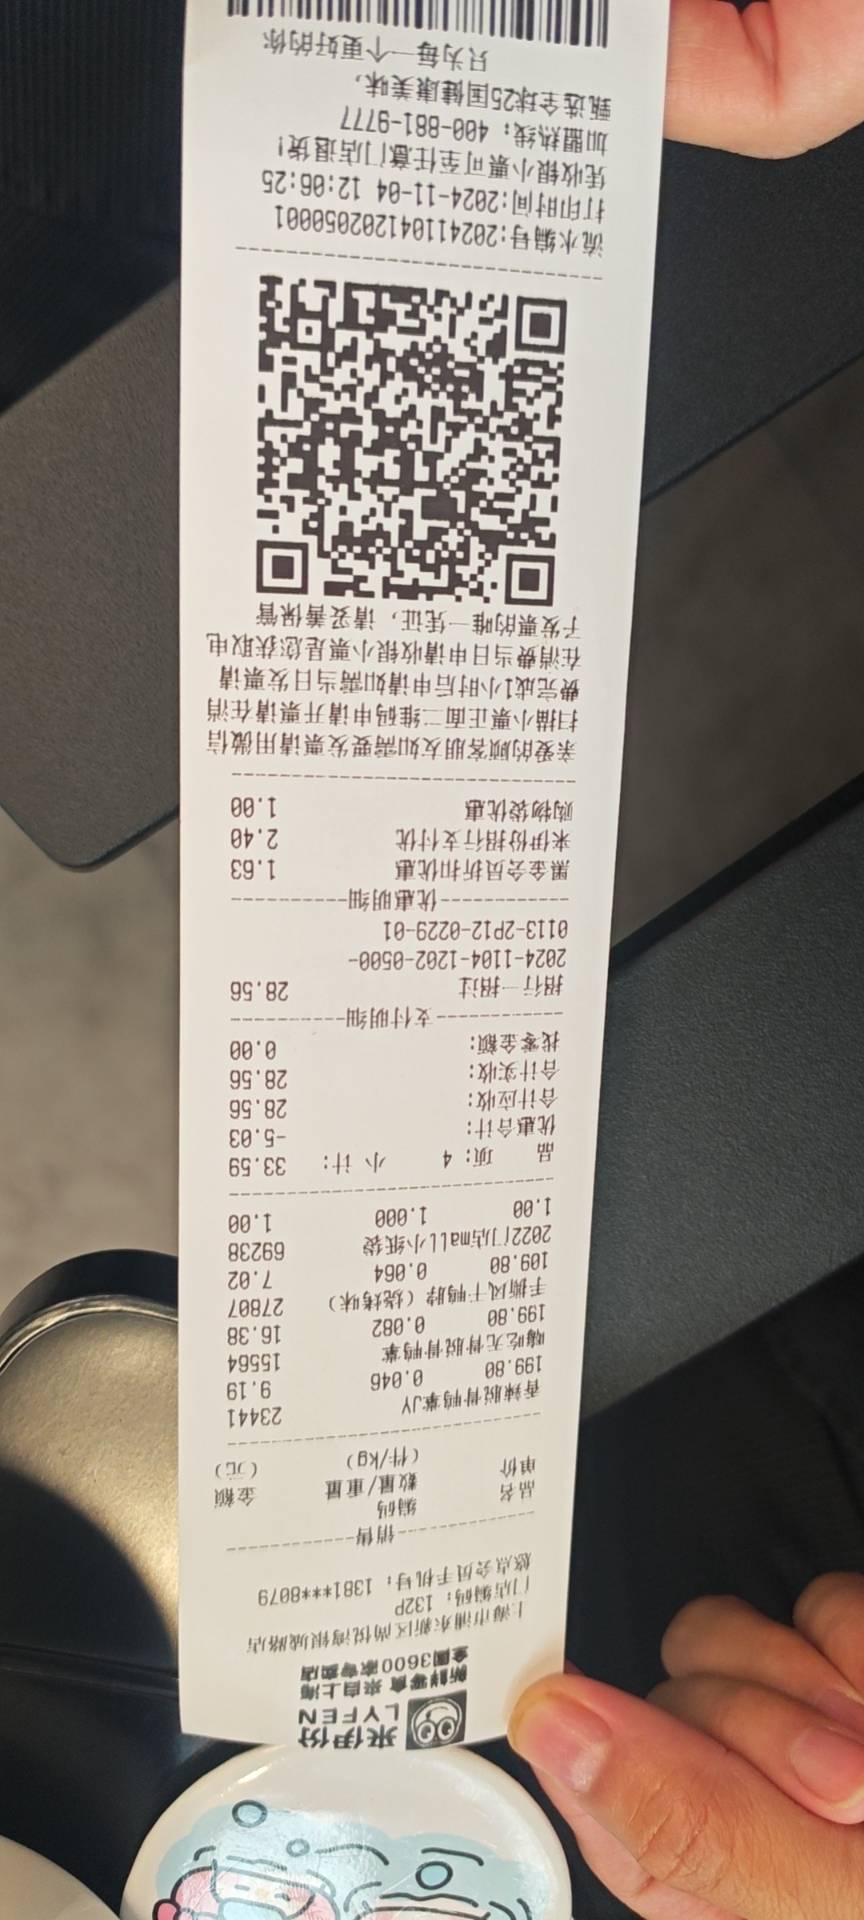 来伊份
LYFEN
新鲜零食 来自上海
全国3600家专卖店
上海市浦东新区尚悦湾银城路店
门店编码: 132P
悠点会员手机号: 1381***8079
----------销售----------
品名 编码
单价 数量/重量 金额
(件/kg) (元)
香辣脱骨鸭掌JY 23441
199.80 0.046 9.19
嗨吃无骨脱骨鸭掌 15564
199.80 0.082 16.38
手撕风干鸭脖(烧烤味) 27807
109.80 0.064 7.02
2022门店mall小纸袋 69238
1.00 1.000 1.00
品 项: 4 小 计: 33.59
优惠合计: -5.03
合计应收: 28.56
合计实收: 28.56
找零金额: 0.00
----------支付明细----------
招行一招过 28.56
2024-1104-1202-0500-
0113-2P12-0229-01
----------优惠明细----------
黑金会员折扣优惠 1.63
来伊份招行支付优 2.40
购物袋优惠 1.00
亲爱的顾客朋友如需要发票请用微信
扫描小票正面二维码申请开票请在消
费完成1小时后申请如需当日发票请
在消费当日申请收银小票是您获取电
子发票的唯一凭证, 请妥善保管
流水编号:2024110412020500­01
打印时间:2024-11-04 12:06:25
凭收银小票可至任意门店退货!
加盟热线: 400-881-9777
甄选全球25国健康美味,
只为每一个更好的你